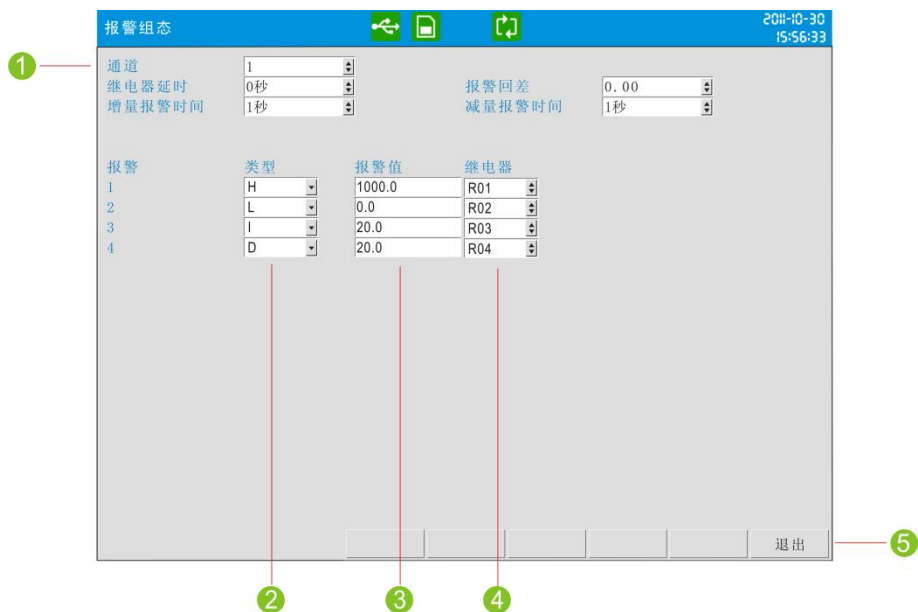 报警组态 2011-10-30
15:56:33
1 通道 1
继电器延时 0秒 报警回差 0.00
增量报警时间 1秒 减量报警时间 1秒
报警 类型 报警值 继电器
1 H 1000.0 R01
2 L 0.0 R02
3 I 20.0 R03
4 D 20.0 R04
退出 5
2 3 4